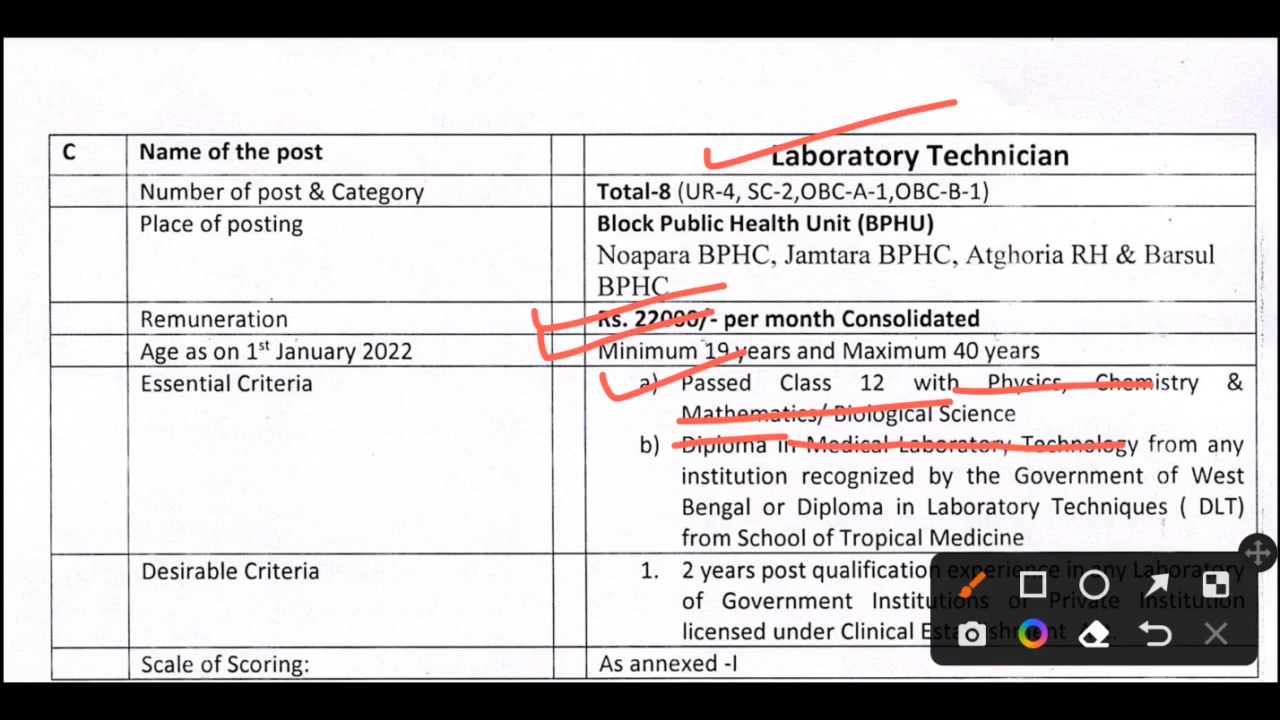 C Name of the post Laboratory Technician
Number of post & Category Total-8 (UR-4, SC-2,OBC-A-1,OBC-B-1)
Place of posting Block Public Health Unit (BPHU)
Noapara BPHC, Jamtara BPHC, Atghoria RH & Barsul
BPHC
Remuneration Rs. 22000/- per month Consolidated
Age as on 1st January 2022 Minimum 19 years and Maximum 40 years
Essential Criteria a) Passed Class 12 with Physics, Chemistry &
Mathematics/ Biological Science
b) Diploma in Medical Laboratory Technology from any
institution recognized by the Government of West
Bengal or Diploma in Laboratory Techniques ( DLT)
from School of Tropical Medicine
Desirable Criteria 1. 2 years post qualification experience in any Laboratory
of Government Institutions or Private Institution
licensed under Clinical Establishment Act.
Scale of Scoring: As annexed -I